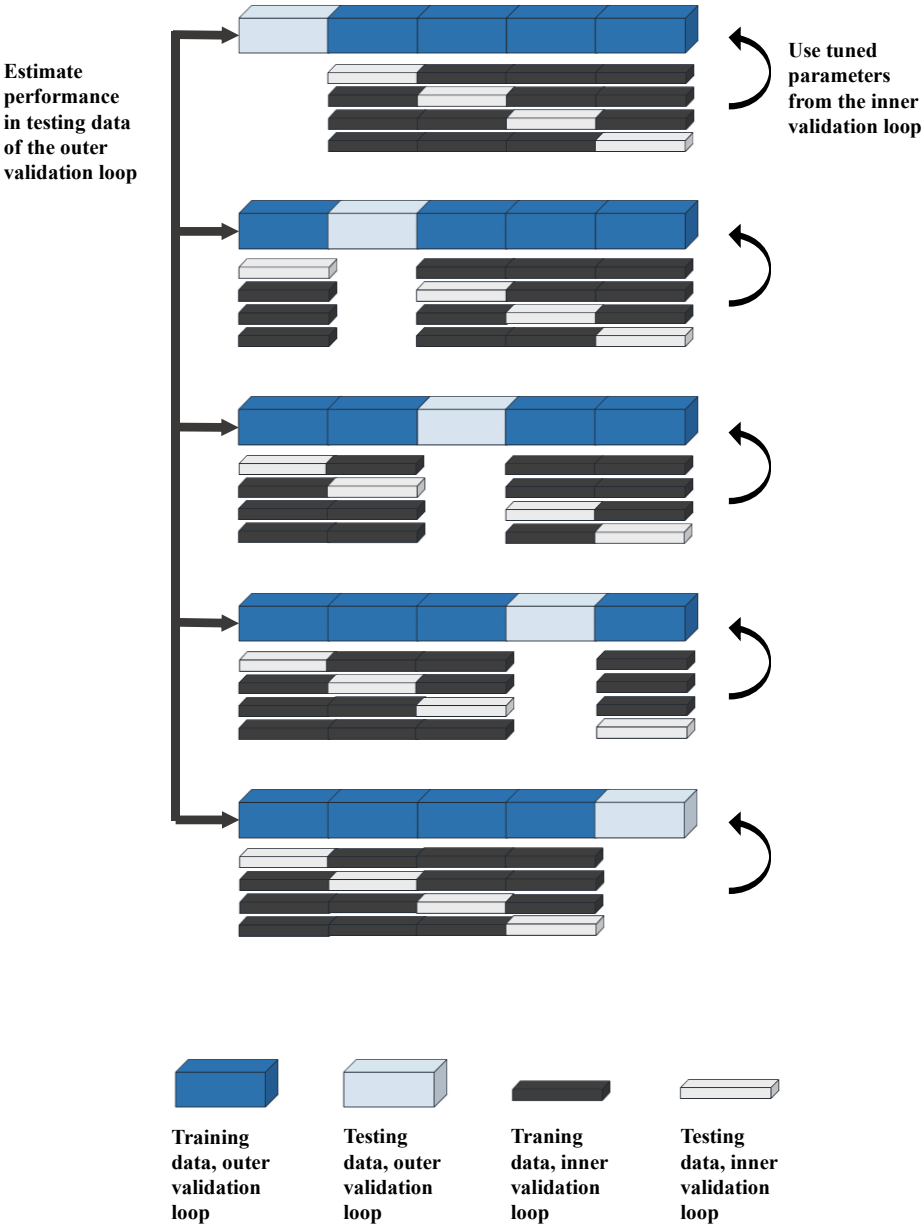 Estimate
performance
in testing data
of the outer
validation loop
Use tuned
parameters
from the inner
validation loop
Training
data, outer
validation
loop
Testing
data, outer
validation
loop
Traning
data, inner
validation
loop
Testing
data, inner
validation
loop